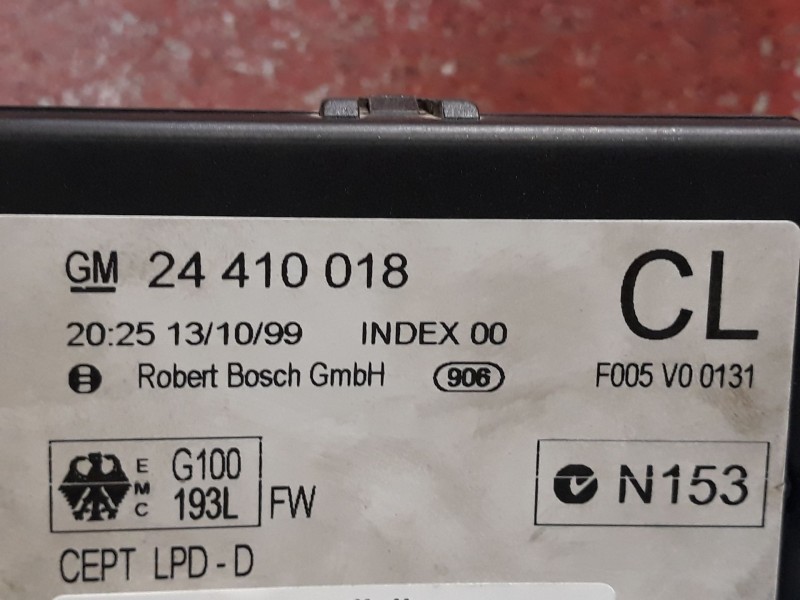 GM 24 410 018
CL
20:25 13/10/99 INDEX 00
Robert Bosch GmbH 906 F005 V0 0131
EMC G100 193L FW
N153
CEPT LPD-D